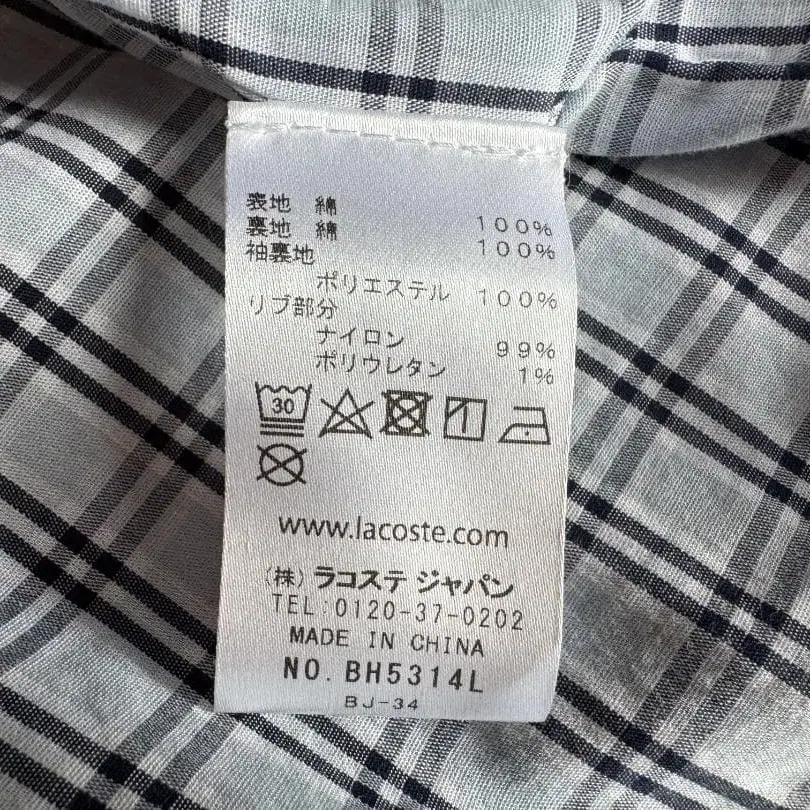 表地 綿 100%
裏地 綿 100%
袖裏地
ポリエステル 100%
リブ部分
ナイロン 99%
ポリウレタン 1%
30
www.lacoste.com
(株) ラコステ ジャパン
TEL:0120-37-0202
MADE IN CHINA
NO. BH5314L
BJ-34